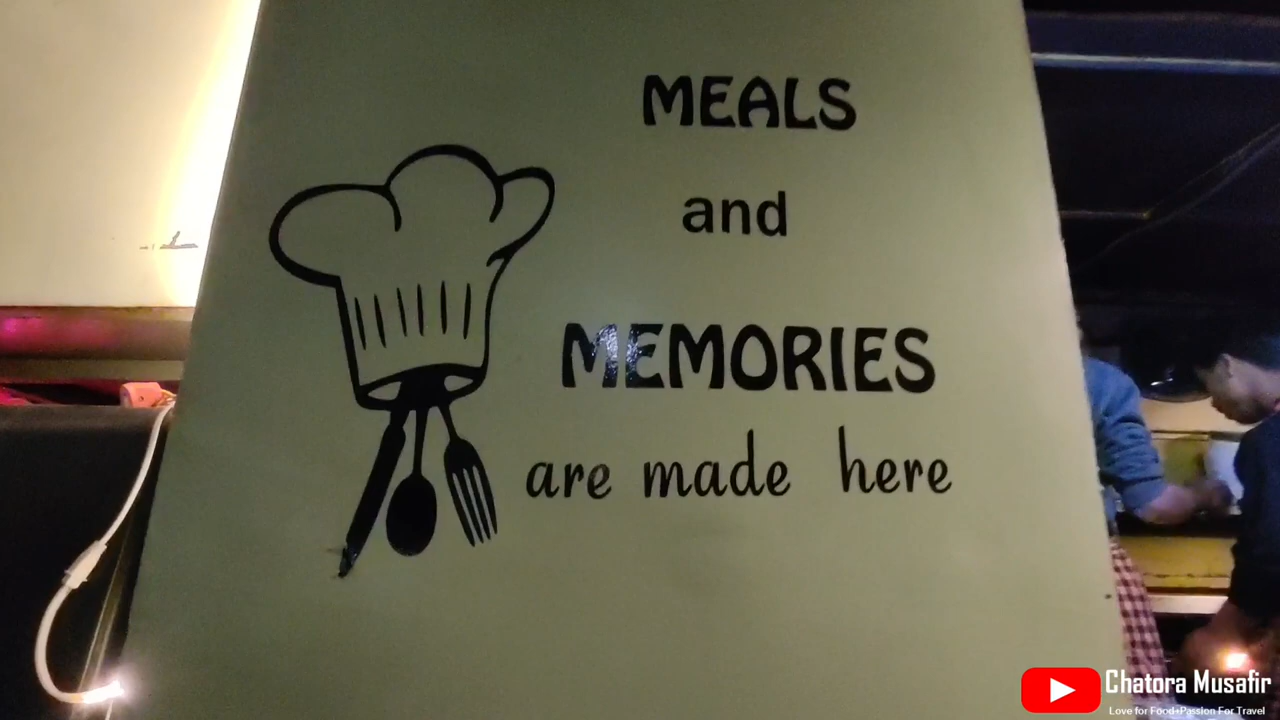 MEALS
and
MEMORIES
are made here
Chatora Musafir
Love for Food+Passion For Travel